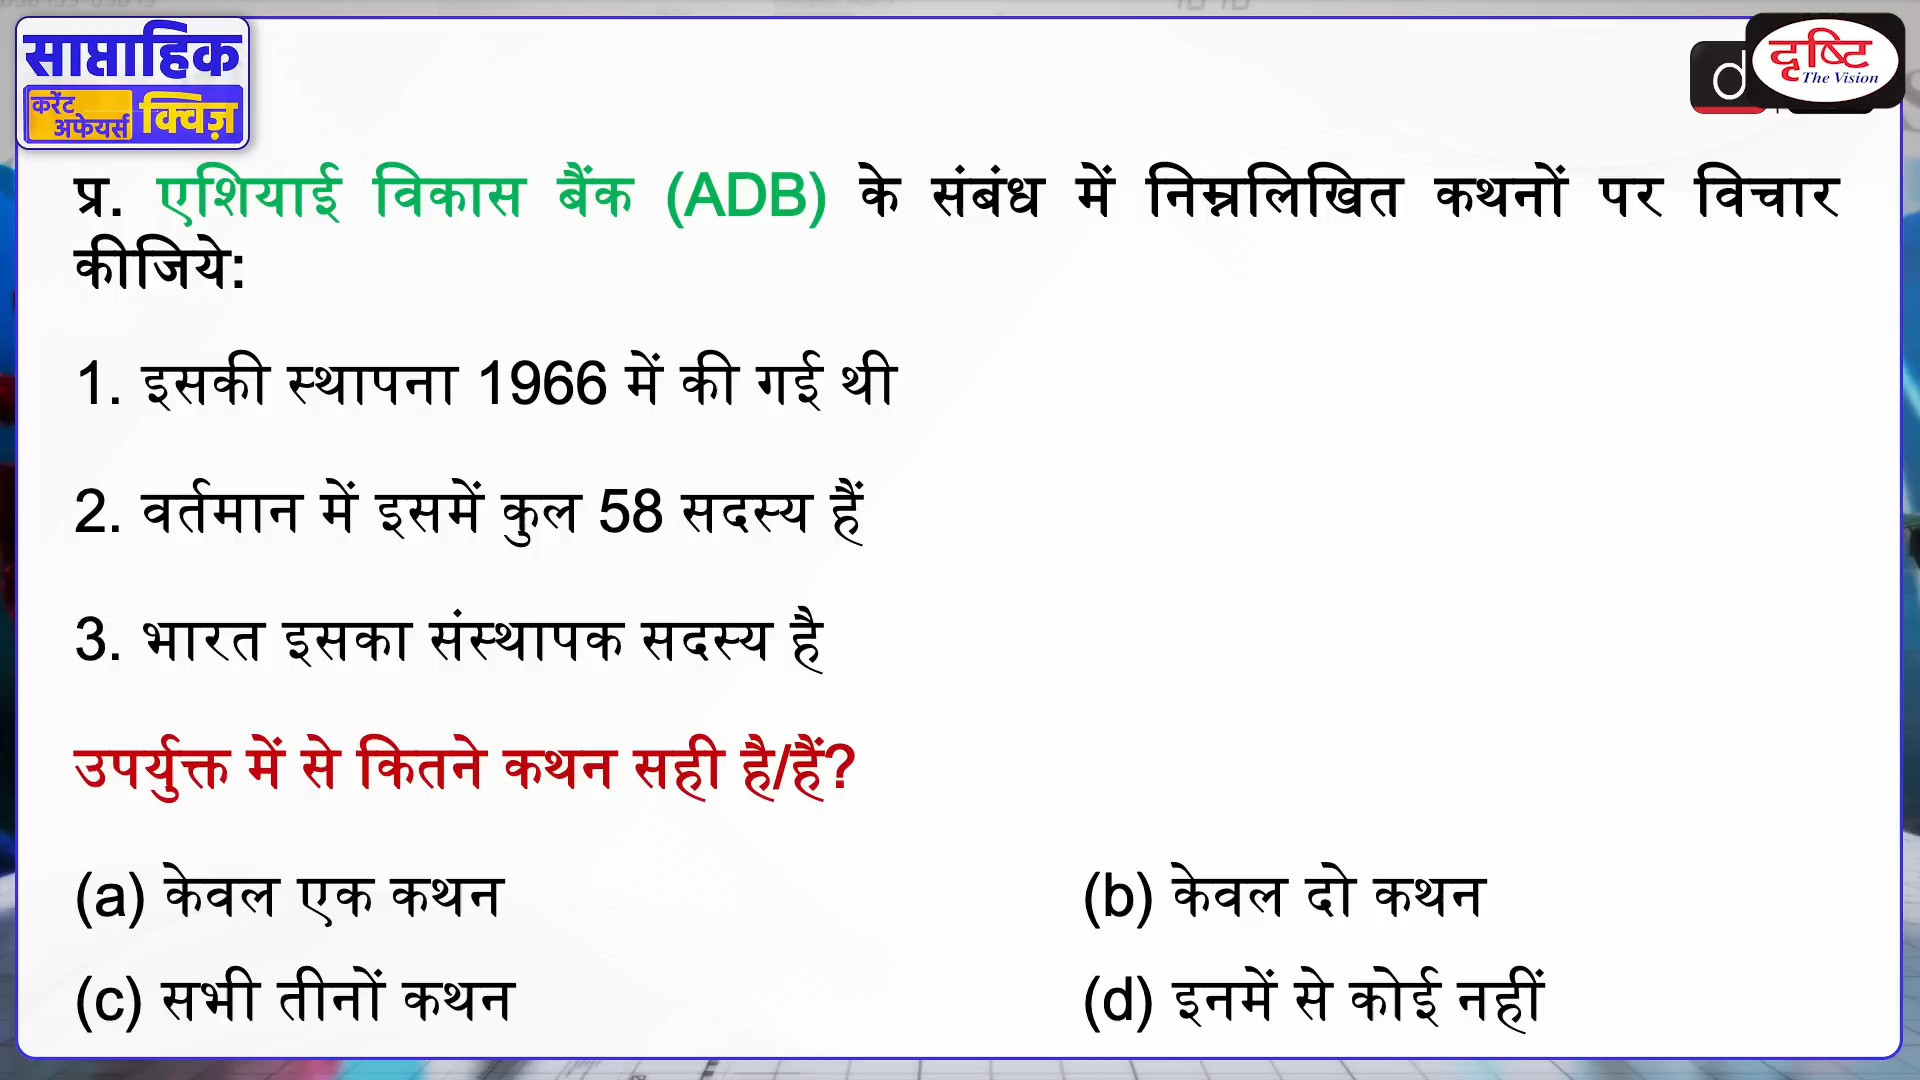 साप्ताहिक
करेंट
अफेयर्स
क्विज़
d
दृष्टि
The Vision
प्र. एशियाई विकास बैंक (ADB) के संबंध में निम्नलिखित कथनों पर विचार
कीजिये:
1. इसकी स्थापना 1966 में की गई थी
2. वर्तमान में इसमें कुल 58 सदस्य हैं
3. भारत इसका संस्थापक सदस्य है
उपर्युक्त में से कितने कथन सही है/हैं?
(a) केवल एक कथन
(b) केवल दो कथन
(c) सभी तीनों कथन
(d) इनमें से कोई नहीं